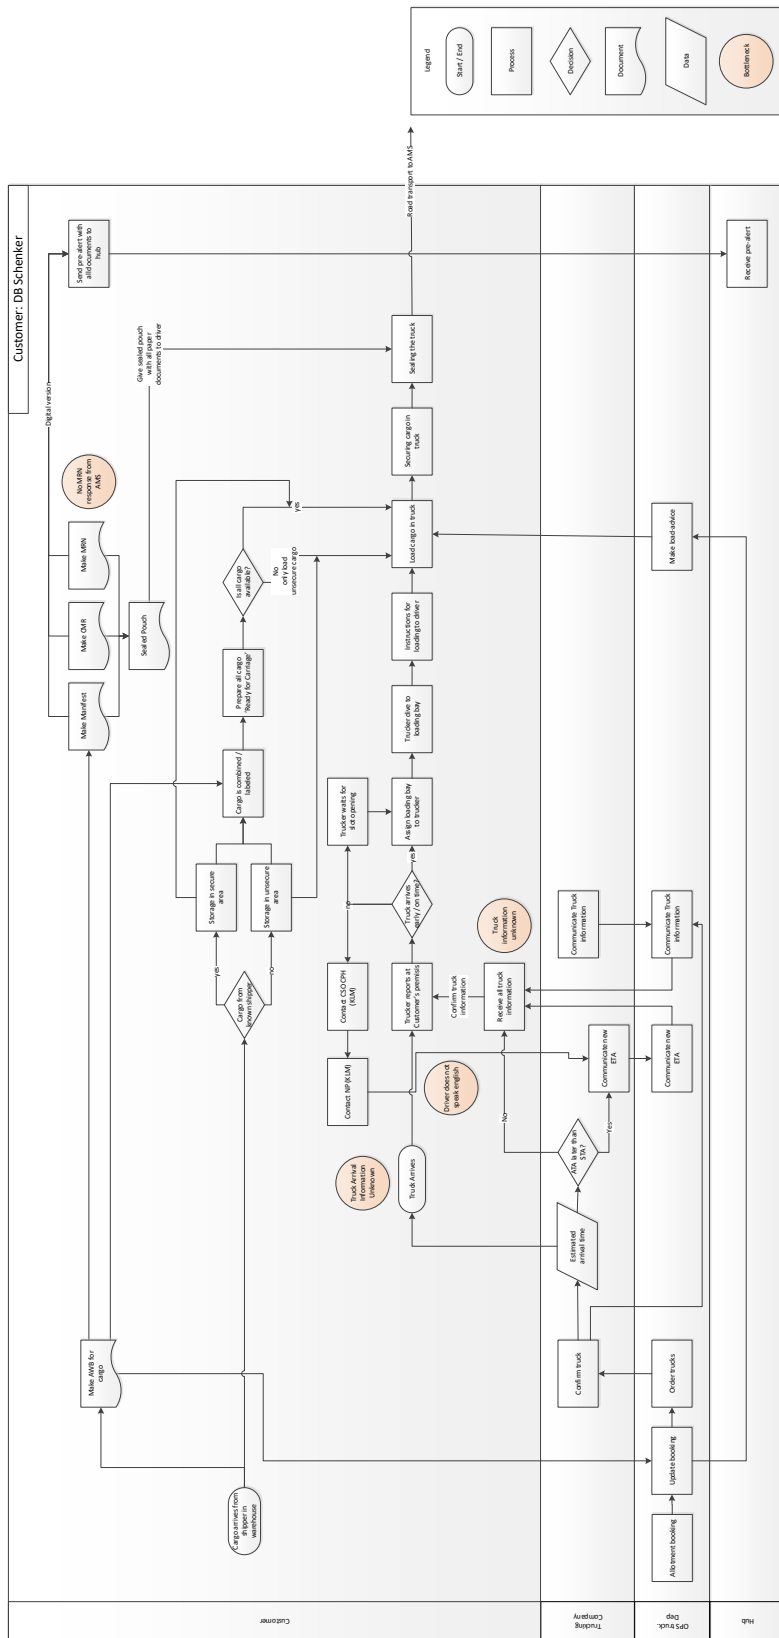 Customer: DB Schenker
Customer
Trucking
Company
OPS truck.
Dep
Hub
Cargo arrives from
shipper in
warehouse
Make AWB for
cargo
Make Manifest
Make CMR
Make MRN
No MRN
response from
AMS
Digital version
Send pre-alert with
all documents to
hub
Sealed Pouch
Give sealed pouch
with all paper
documents to driver
Cargo from
known shipper
yes
no
Storage in secure
area
Storage in unsecure
area
Cargo is combined /
labeled
Prepare all cargo
'Ready for Carriage'
Is all cargo
available?
yes
No
only load
unsecure cargo
Truck Arrival
Information
Unknown
Contact NP (KLM)
Contact CSO CPH
(KLM)
no
Trucker waits for
slot opening
Truck Arrives
Driver does not
speak english
Trucker reports at
Customer's premisis
Truck arrives
early / on time?
yes
Assign loading bay
to trucker
Trucker dive to
loading bay
Instructions for
loading to driver
Load cargo in truck
Securing cargo in
truck
Sealing the truck
Road transport to AMS
Confirm truck
information
Receive all truck
information
Truck
information
unknown
Confirm truck
Estimated
arrival time
ATA later than
STA?
No
Yes
Communicate new
ETA
Communicate Truck
information
Allotment booking
Update booking
Order trucks
Communicate new
ETA
Communicate Truck
information
Make load-advice
Receive pre-alert
Legend
Start / End
Process
Decision
Document
Data
Bottleneck